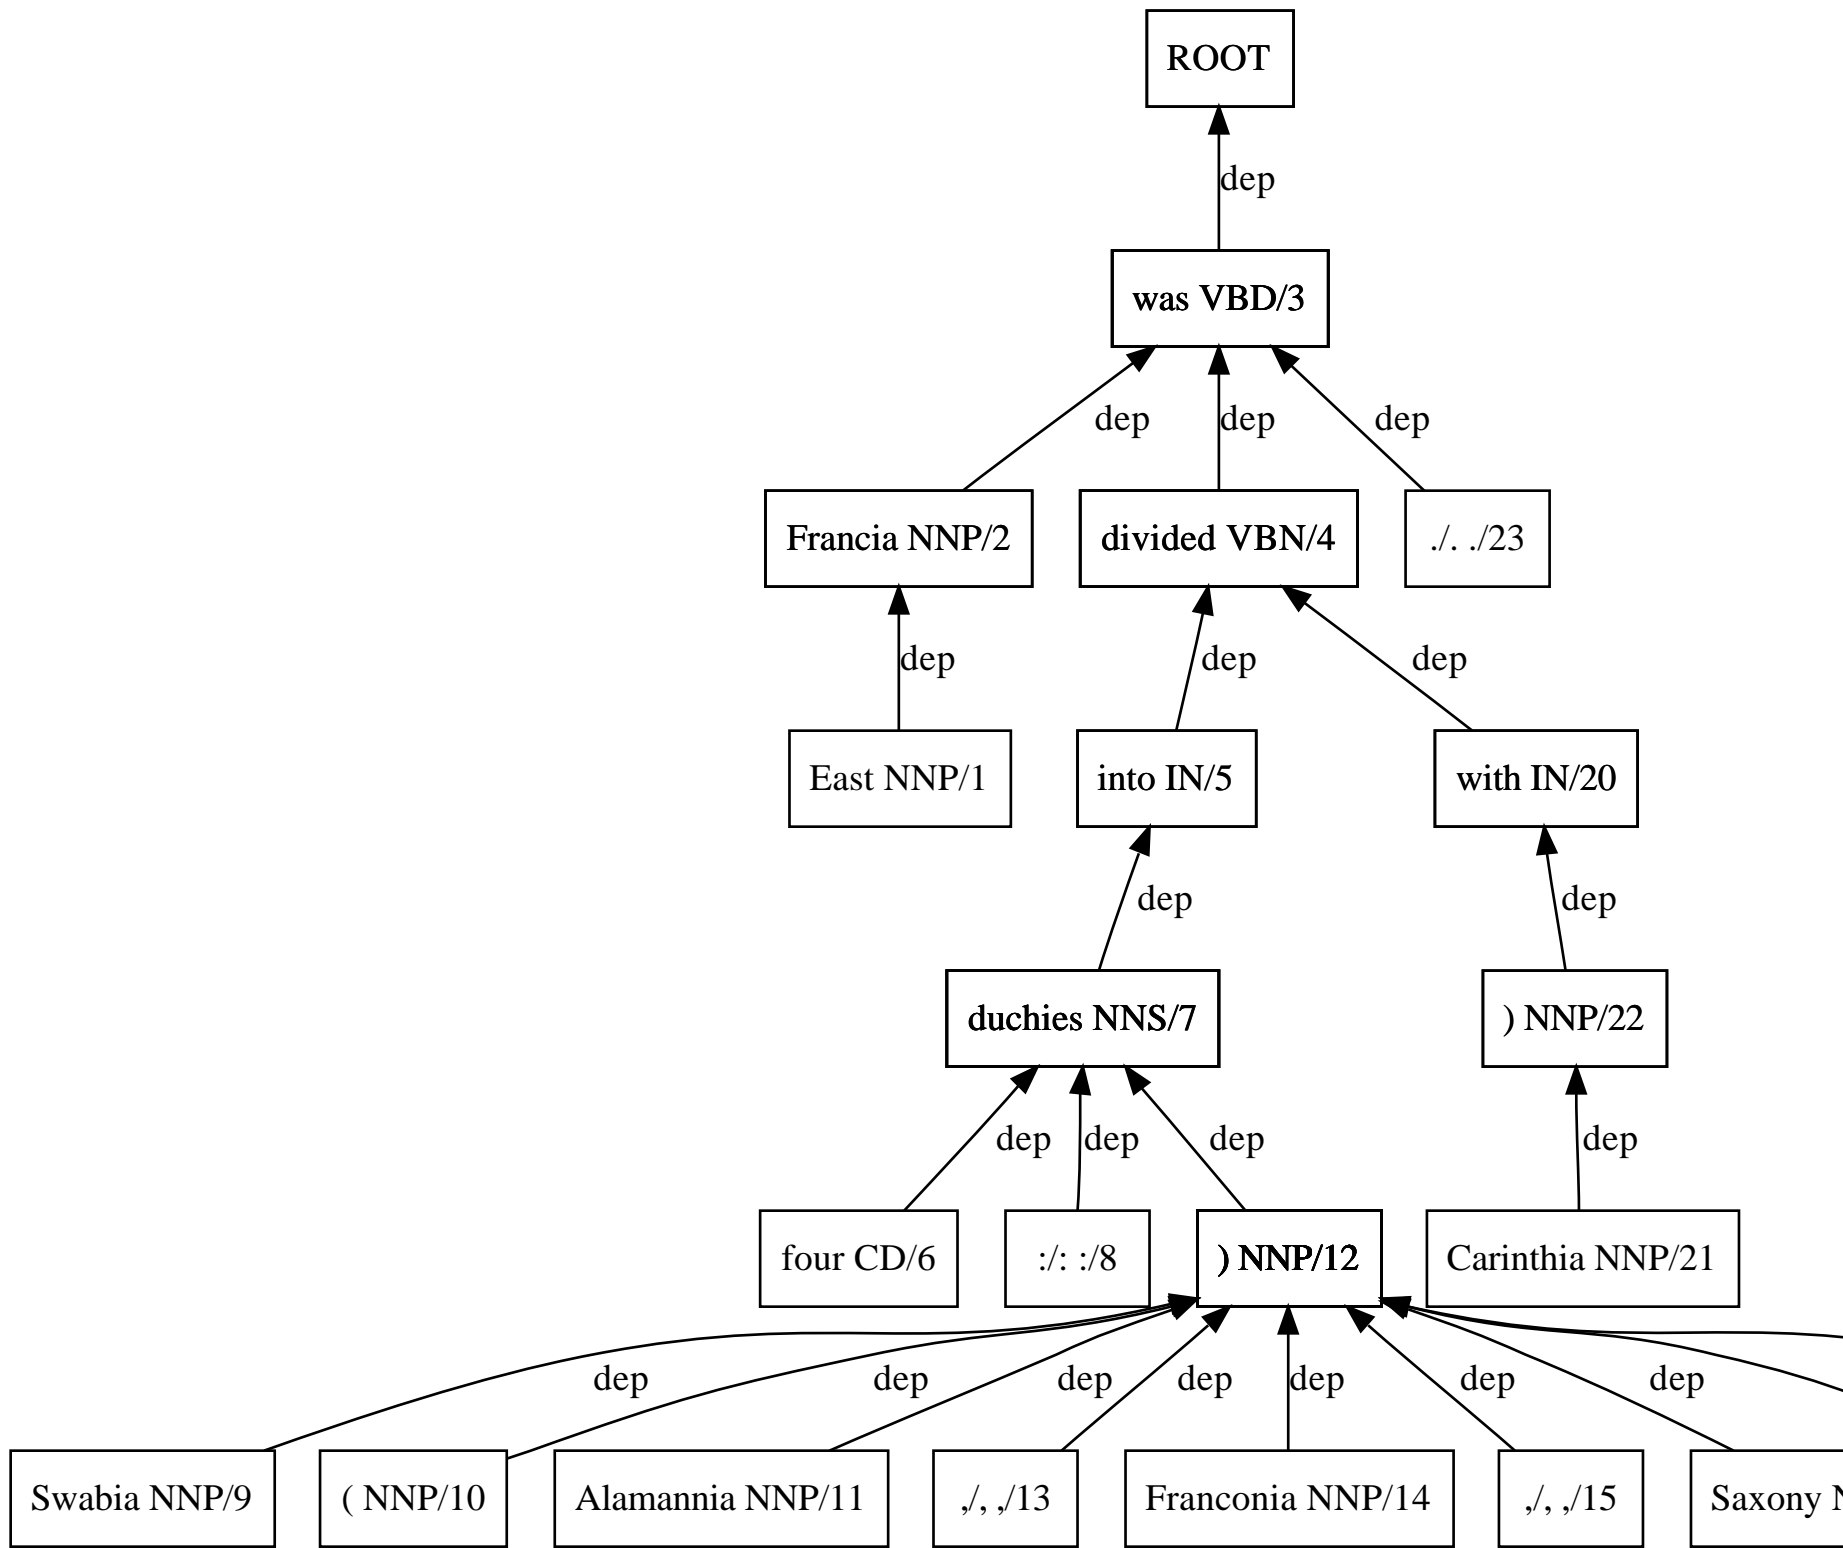 ROOT
dep
was VBD/3
dep dep dep
Francia NNP/2 divided VBN/4 ./. ./23
dep dep dep
East NNP/1 into IN/5 with IN/20
dep dep
duchies NNS/7 ) NNP/22
dep dep dep dep
four CD/6 :/: :/8 ) NNP/12 Carinthia NNP/21
dep dep dep dep dep dep dep
Swabia NNP/9 ( NNP/10 Alamannia NNP/11 ,/, ,/13 Franconia NNP/14 ,/, ,/15 Saxony